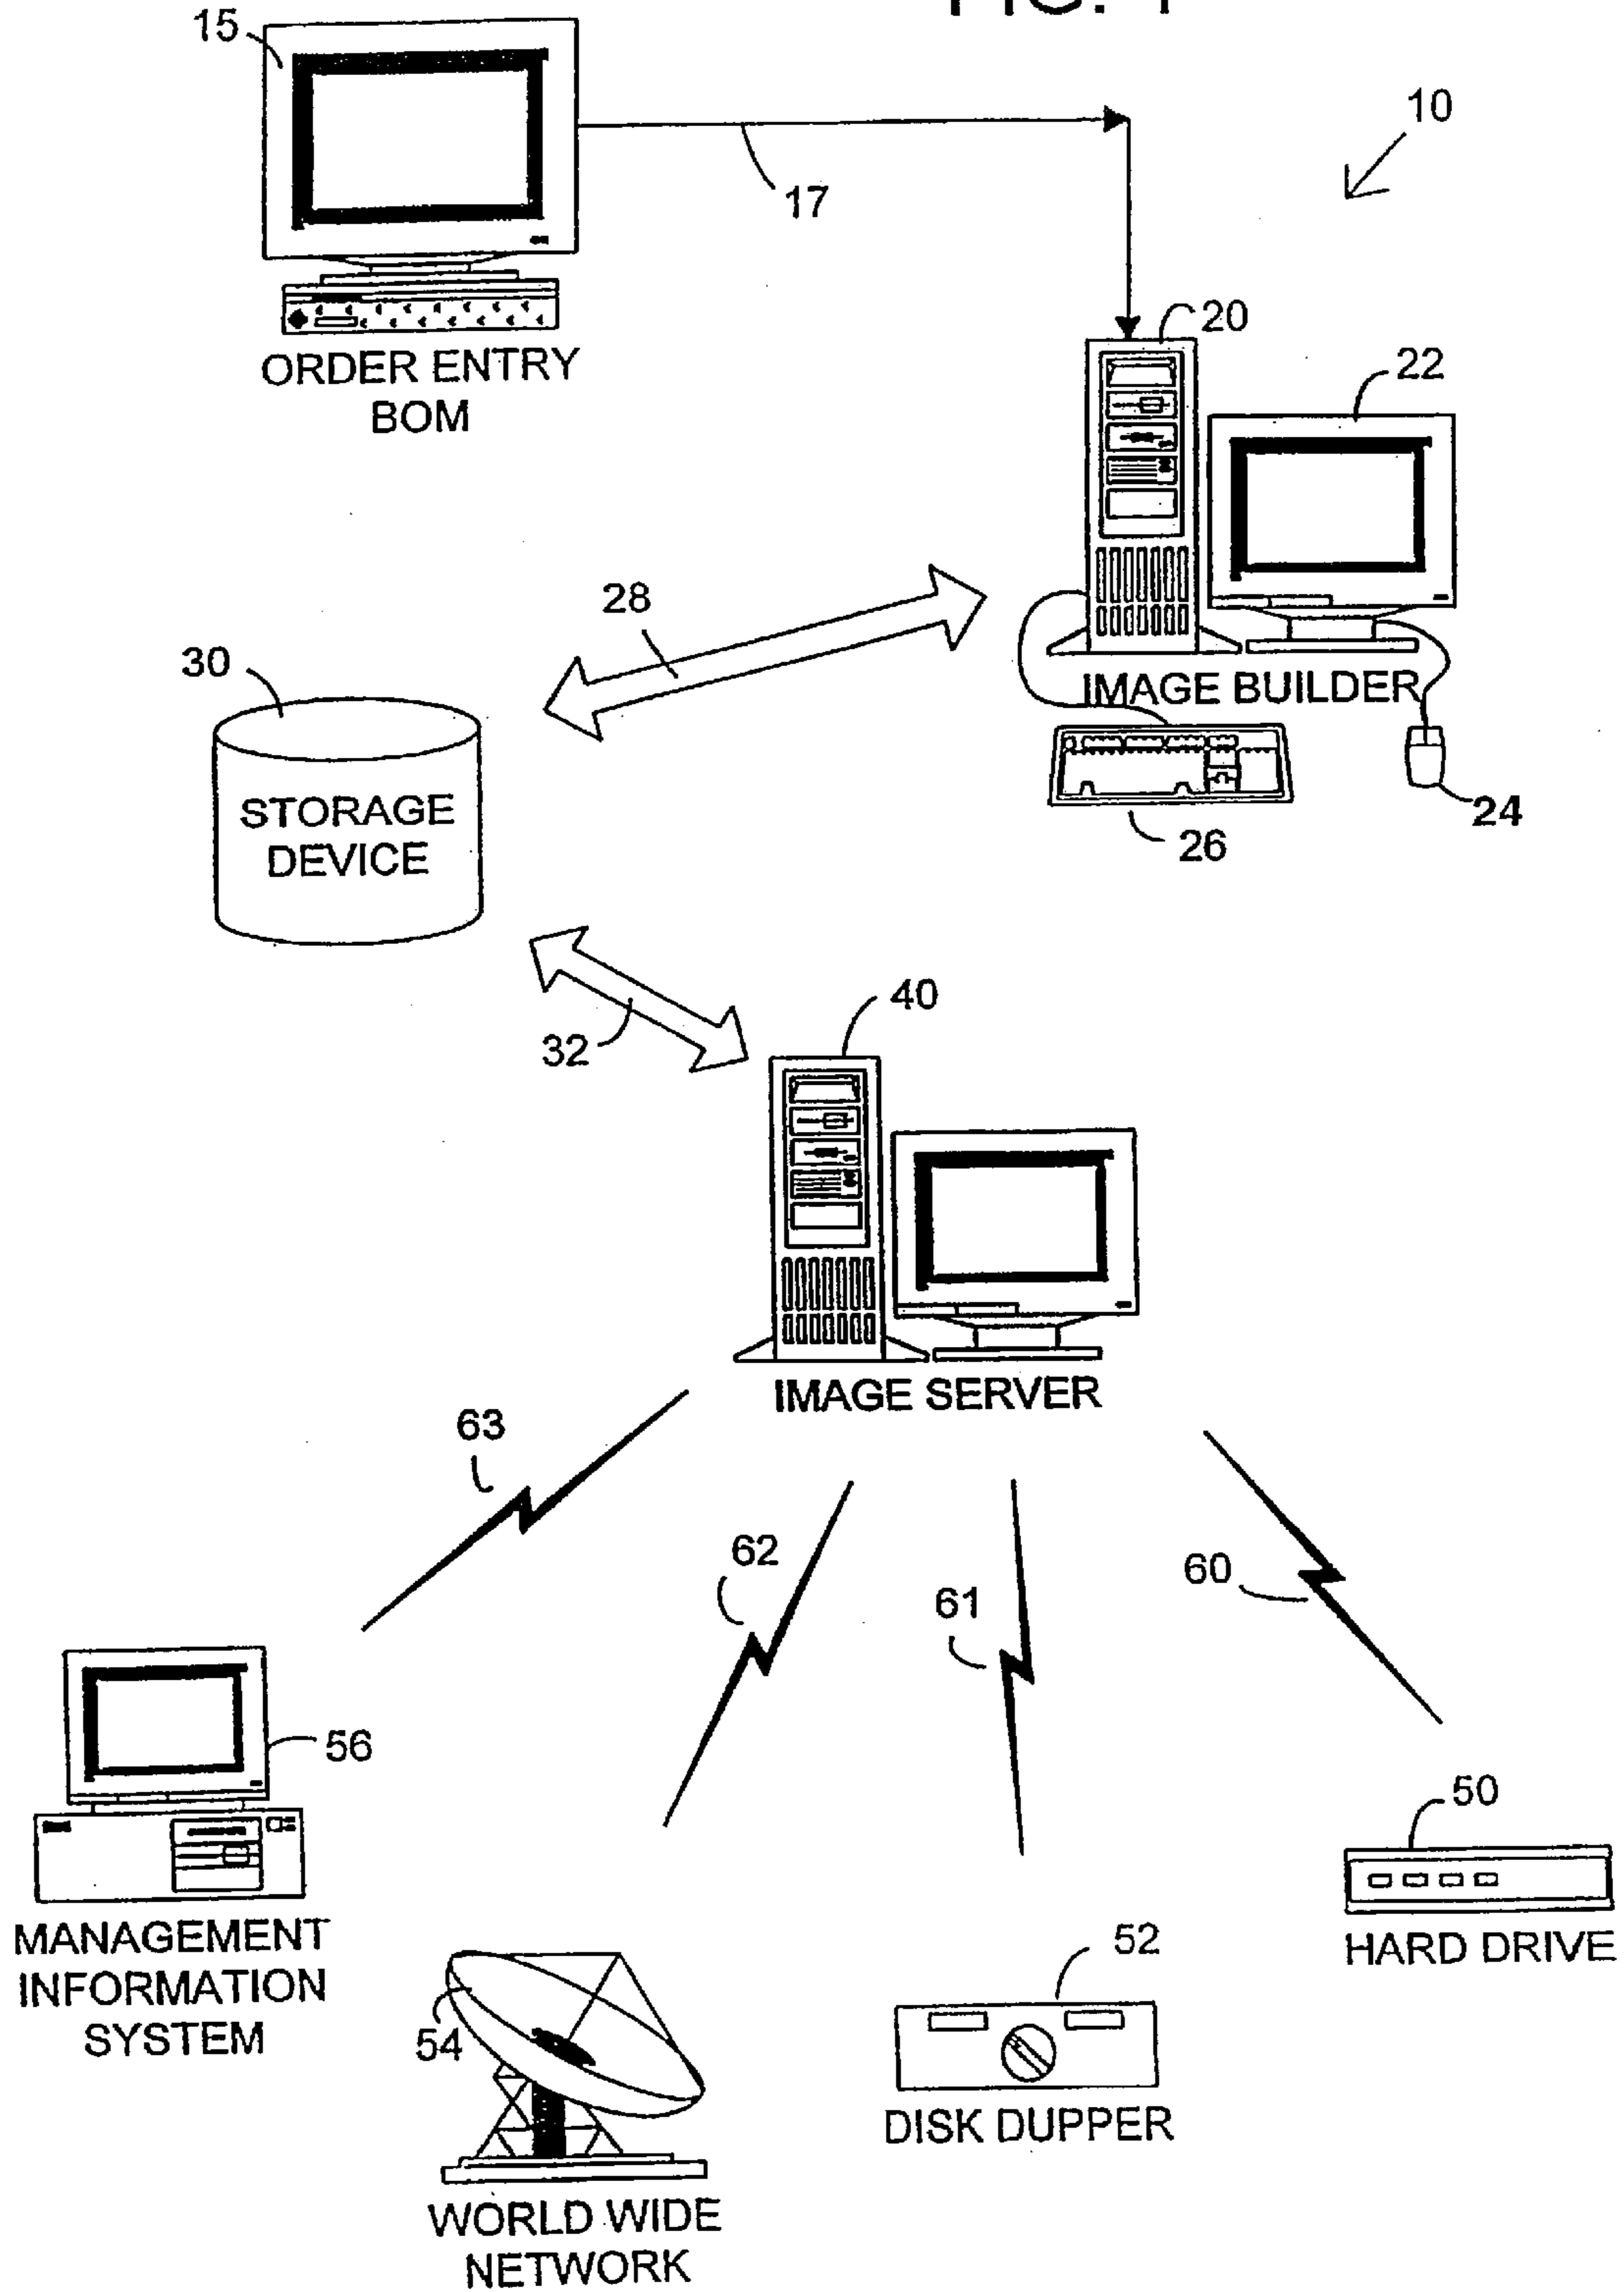 15
10
17
ORDER ENTRY
BOM
20
22
28
30
IMAGE BUILDER
STORAGE
DEVICE
24
26
40
32
IMAGE SERVER
63
62
61
60
56
50
MANAGEMENT
INFORMATION
SYSTEM
HARD DRIVE
52
54
DISK DUPPER
WORLD WIDE
NETWORK